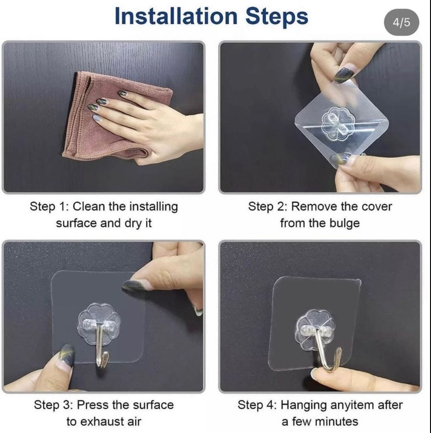 Installation Steps
4/5
Step 1: Clean the installing
surface and dry it
Step 2: Remove the cover
from the bulge
Step 3: Press the surface
to exhaust air
Step 4: Hanging anyitem after
a few minutes